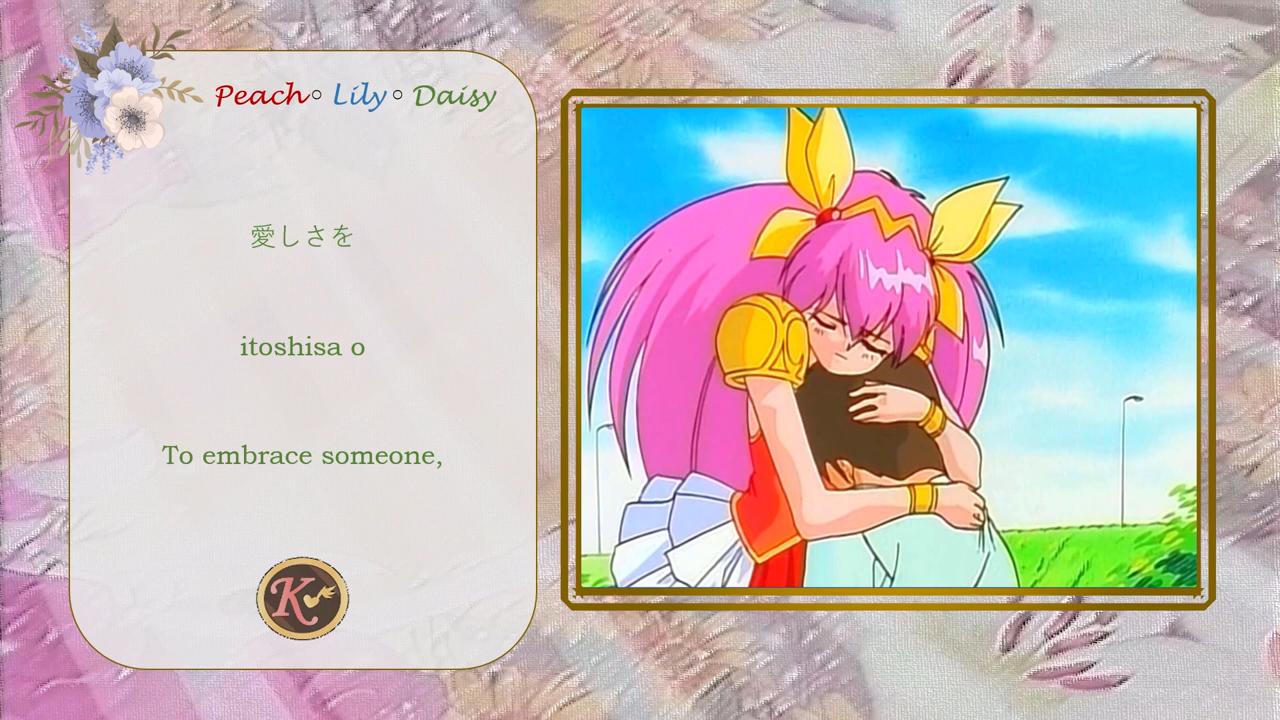 Peach○ Lily○ Daisy
愛しさを
itoshisa o
To embrace someone,
K